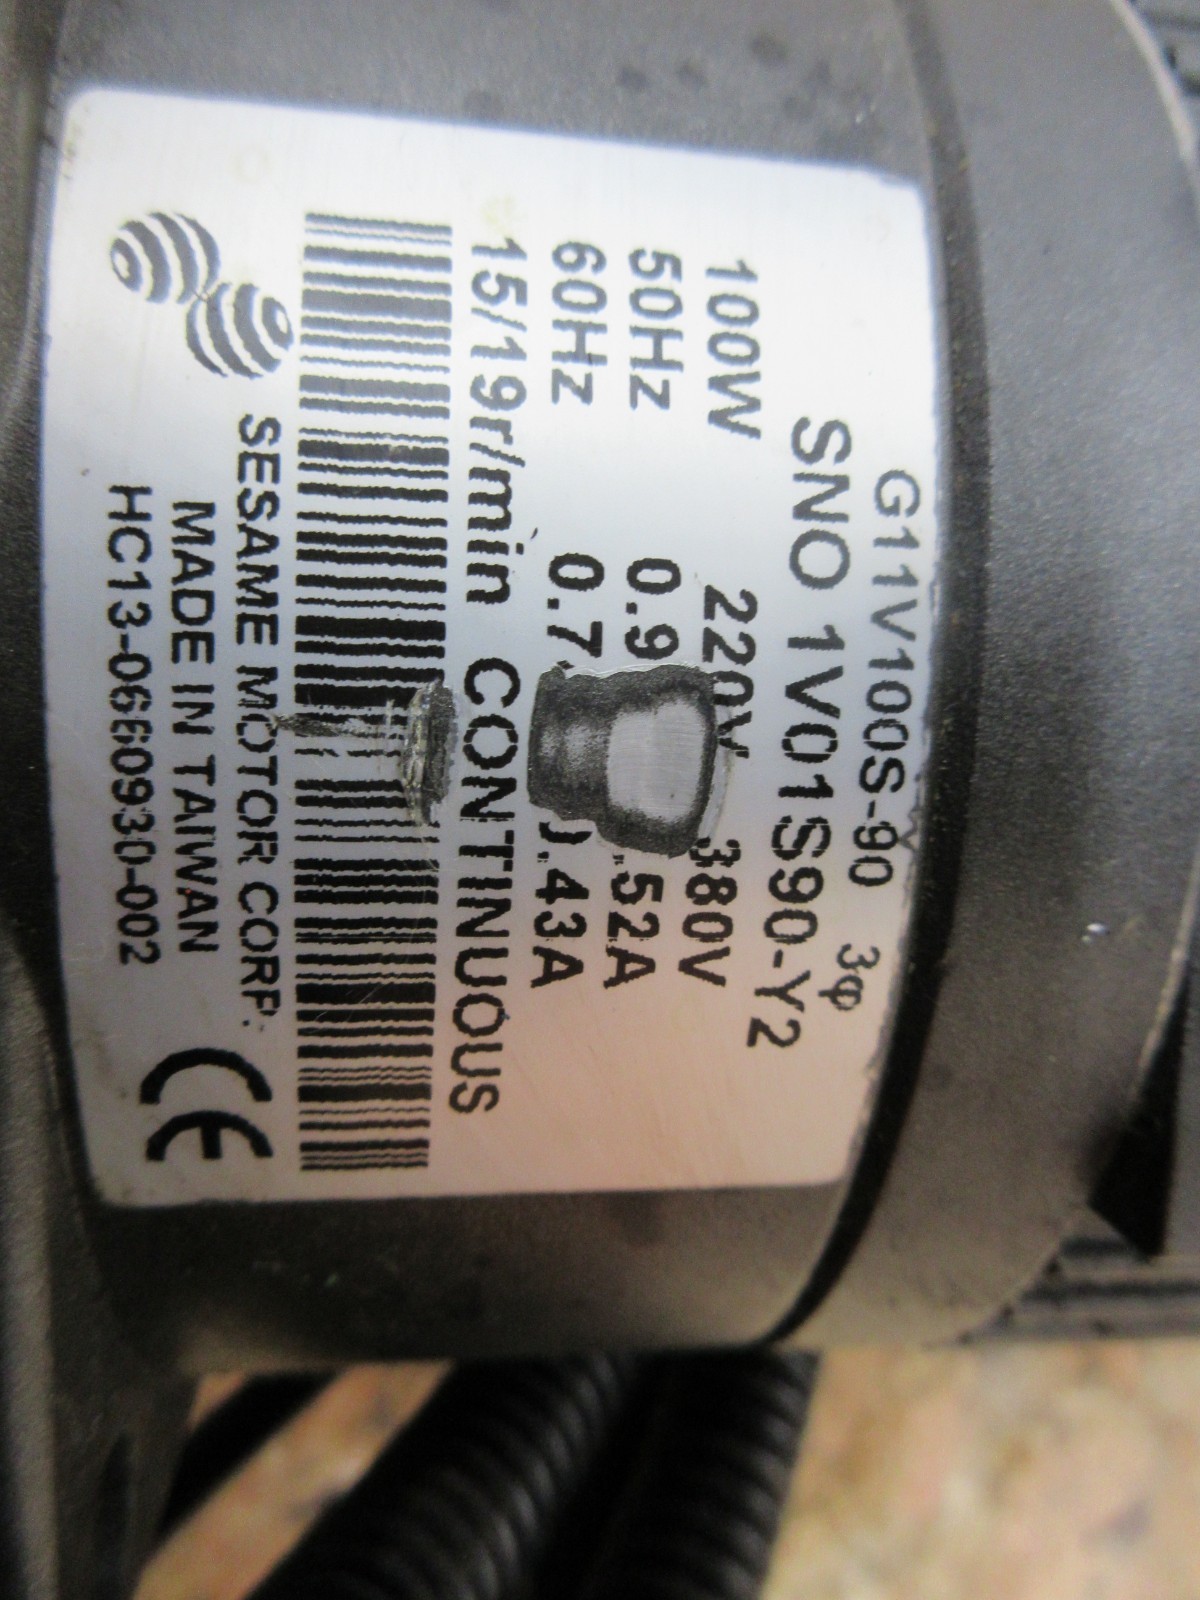 G11V100S-90 3φ
SNO 1V01S90-Y2
100W 220V 380V
50Hz 0.9 .52A
60Hz 0.7 .43A
15/19r/min CONTINUOUS
SESAME MOTOR CORP.
MADE IN TAIWAN
HC13-0660930-002
CE